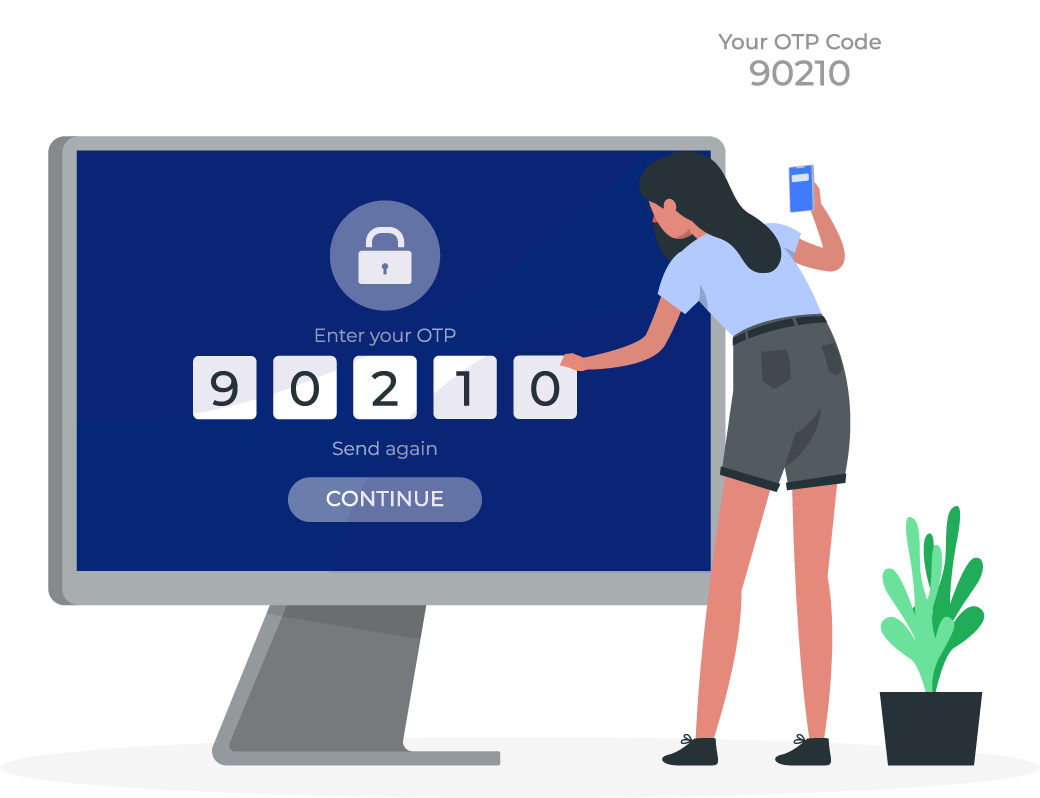 Your OTP Code
90210
Enter your OTP
9 0 2 1 0
Send again
CONTINUE